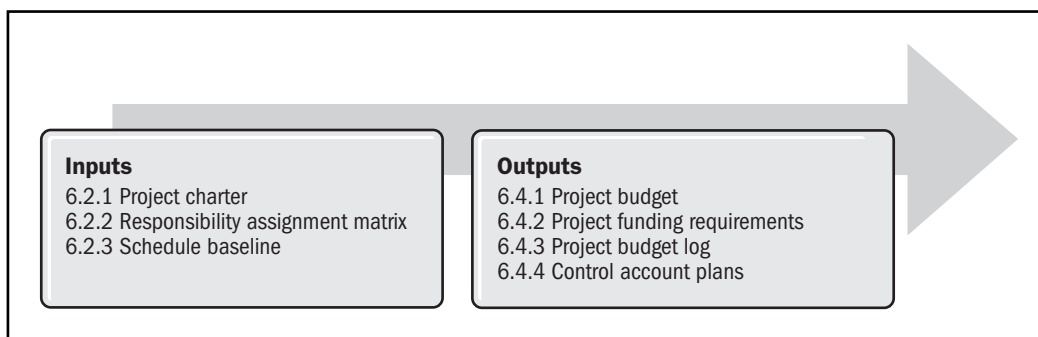 Inputs
6.2.1 Project charter
6.2.2 Responsibility assignment matrix
6.2.3 Schedule baseline
Outputs
6.4.1 Project budget
6.4.2 Project funding requirements
6.4.3 Project budget log
6.4.4 Control account plans